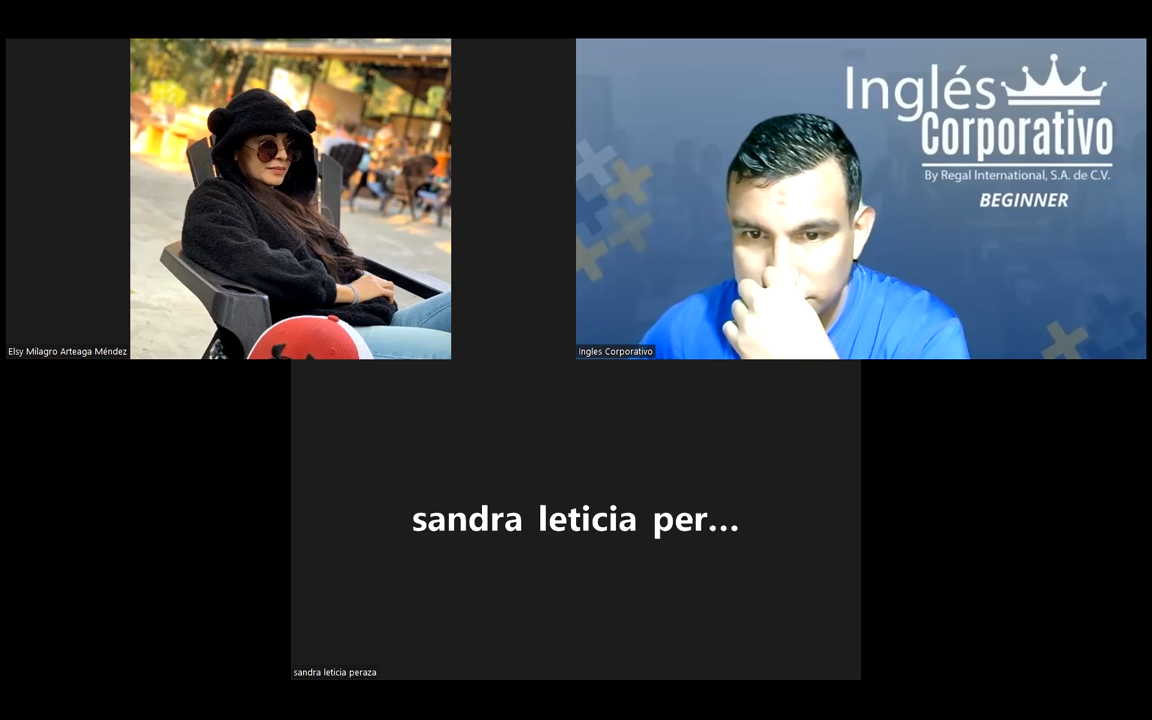 Inglés
Corporativo
By Regal International, S.A. de C.V.
BEGINNER
Elsy Milagro Arteaga Méndez
Ingles Corporativo
sandra leticia per...
sandra leticia peraza